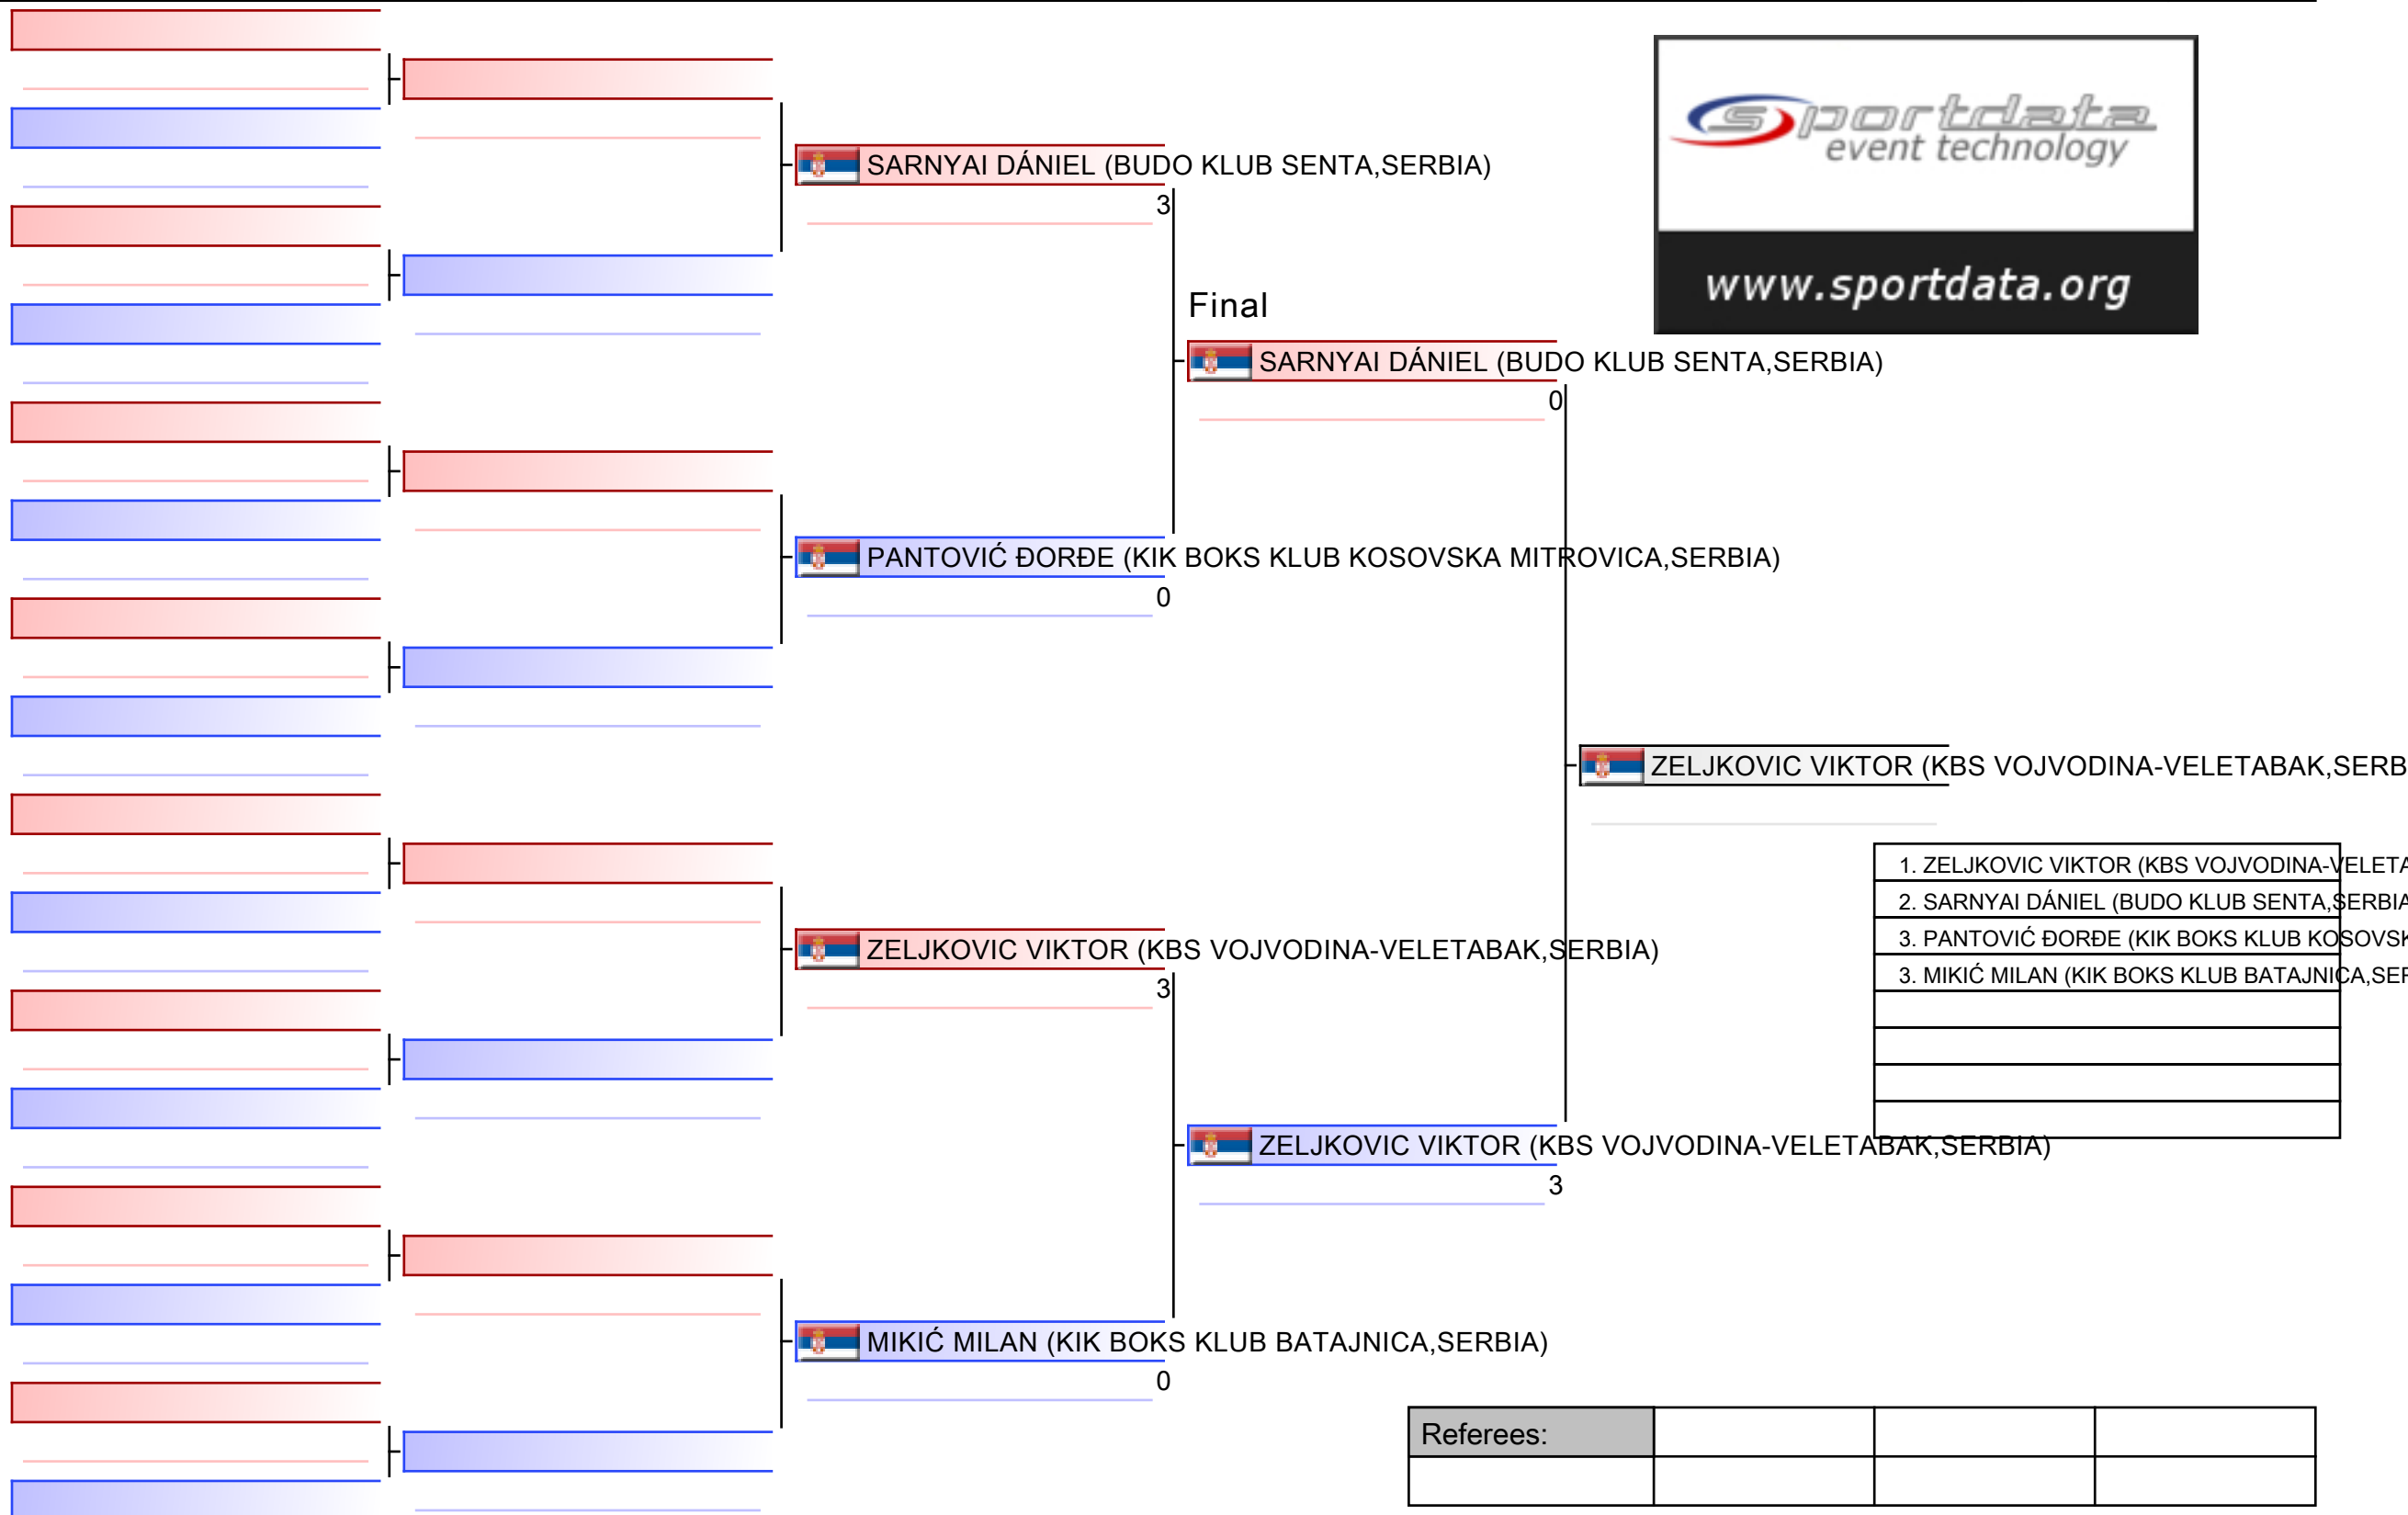 sportdata
event technology
www.sportdata.org
SARNYAI DÁNIEL (BUDO KLUB SENTA,SERBIA)
3
Final
SARNYAI DÁNIEL (BUDO KLUB SENTA,SERBIA)
0
PANTOVIĆ ĐORĐE (KIK BOKS KLUB KOSOVSKA MITROVICA,SERBIA)
0
ZELJKOVIC VIKTOR (KBS VOJVODINA-VELETABAK,SERB
1. ZELJKOVIC VIKTOR (KBS VOJVODINA-VELETA
2. SARNYAI DÁNIEL (BUDO KLUB SENTA,SERBIA
3. PANTOVIĆ ĐORĐE (KIK BOKS KLUB KOSOVSK
3. MIKIĆ MILAN (KIK BOKS KLUB BATAJNICA,SER
ZELJKOVIC VIKTOR (KBS VOJVODINA-VELETABAK,SERBIA)
3
ZELJKOVIC VIKTOR (KBS VOJVODINA-VELETABAK,SERBIA)
3
MIKIĆ MILAN (KIK BOKS KLUB BATAJNICA,SERBIA)
0
Referees: